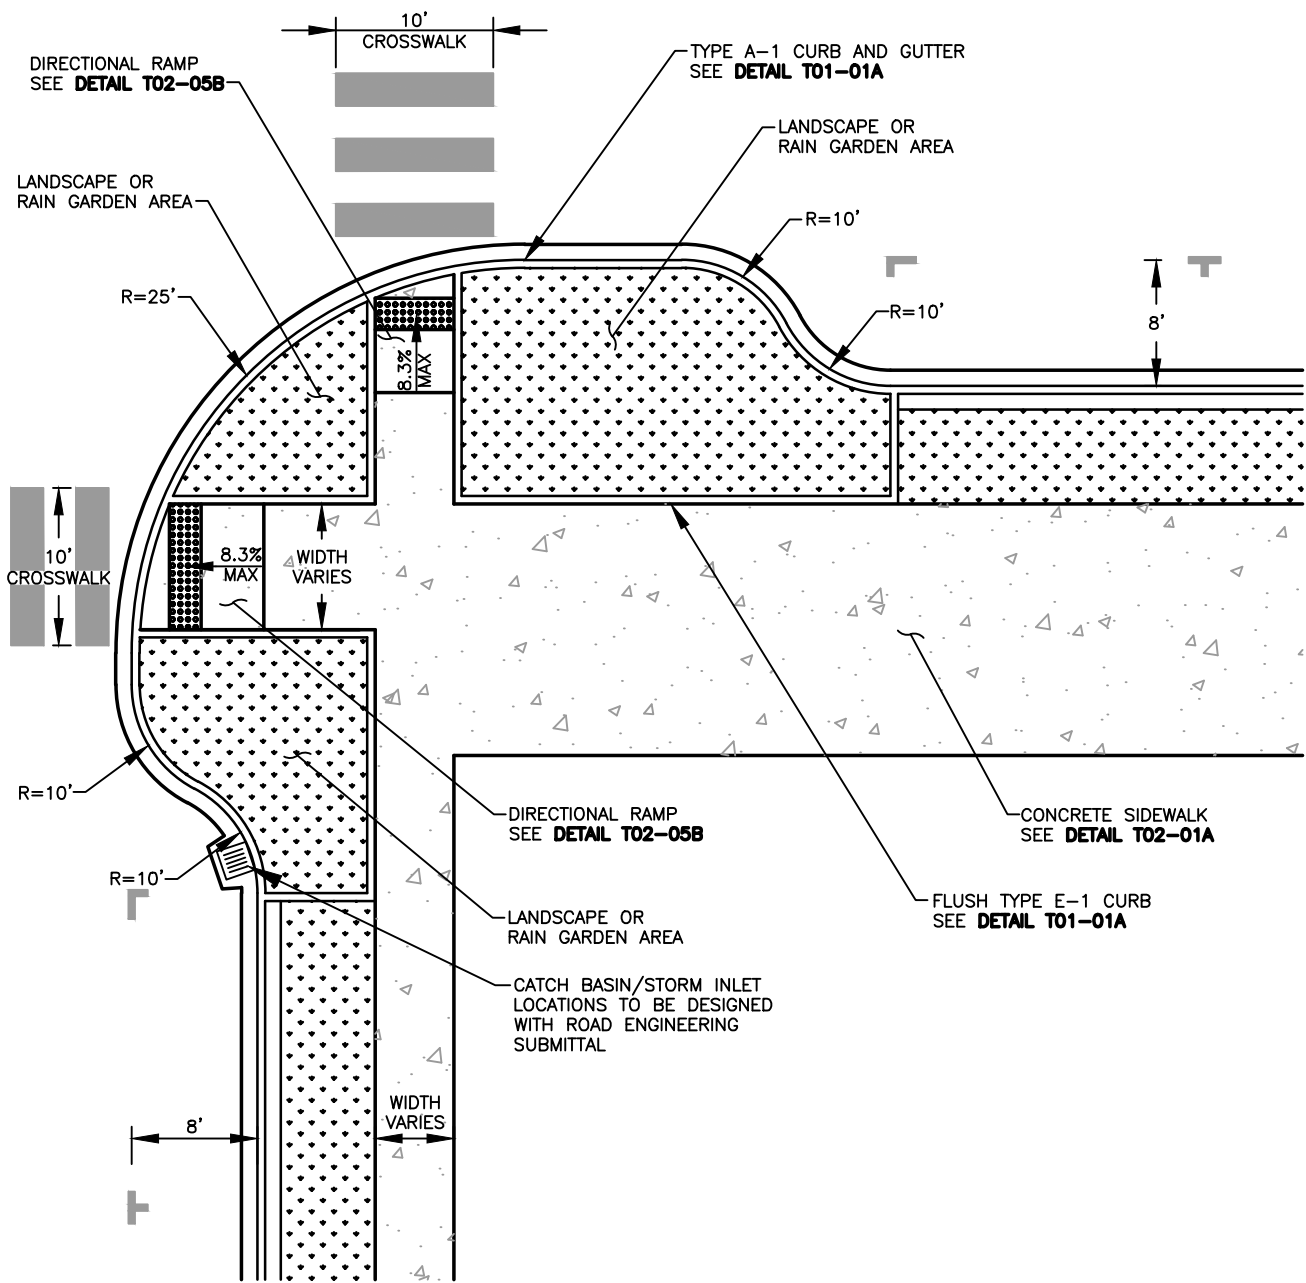 10'
CROSSWALK
DIRECTIONAL RAMP
SEE DETAIL T02-05B
TYPE A-1 CURB AND GUTTER
SEE DETAIL T01-01A
LANDSCAPE OR
RAIN GARDEN AREA
LANDSCAPE OR
RAIN GARDEN AREA
R=10'
R=25'
R=10'
8'
8.3%
MAX
10'
CROSSWALK
8.3%
MAX
WIDTH
VARIES
R=10'
DIRECTIONAL RAMP
SEE DETAIL T02-05B
CONCRETE SIDEWALK
SEE DETAIL T02-01A
R=10'
FLUSH TYPE E-1 CURB
SEE DETAIL T01-01A
LANDSCAPE OR
RAIN GARDEN AREA
CATCH BASIN/STORM INLET
LOCATIONS TO BE DESIGNED
WITH ROAD ENGINEERING
SUBMITTAL
WIDTH
VARIES
8'